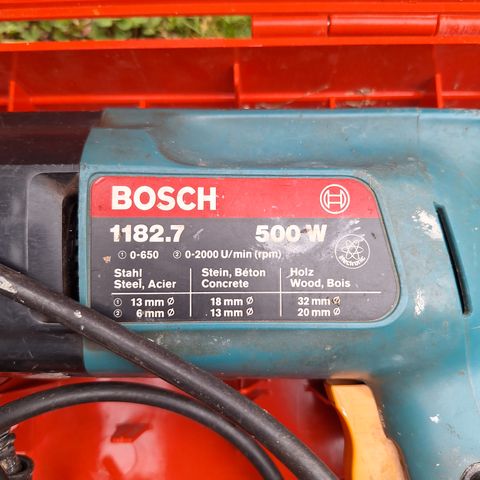 BOSCH
1182.7 500 W
① 0-650 ② 0-2000 U/min (rpm)
electronic
Stahl Stein, Béton Holz
Steel, Acier Concrete Wood, Bois
① 13 mm Ø 18 mm Ø 32 mm Ø
② 6 mm Ø 13 mm Ø 20 mm Ø